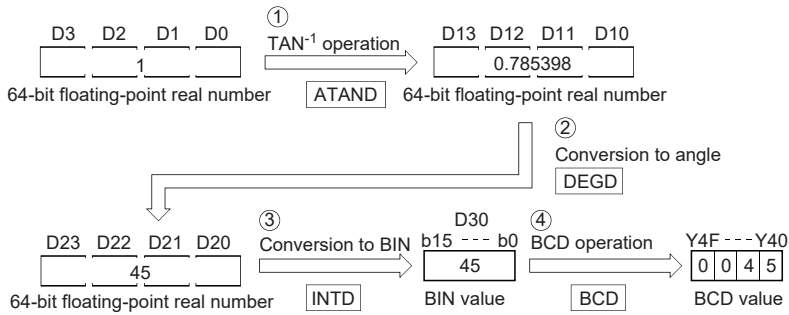 ①
TAN-1 operation
D3 D2 D1 D0
1
64-bit floating-point real number
ATAND
D13 D12 D11 D10
0.785398
64-bit floating-point real number
②
Conversion to angle
DEGD
D23 D22 D21 D20
45
64-bit floating-point real number
③
Conversion to BIN
INTD
D30
b15 --- b0
45
BIN value
④
BCD operation
BCD
Y4F --- Y40
0 0 4 5
BCD value